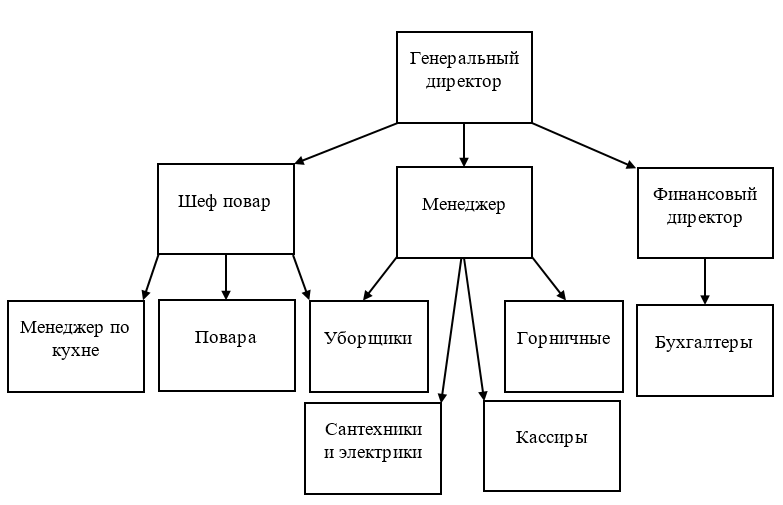 Генеральный
директор
Шеф повар
Менеджер
Финансовый
директор
Менеджер по
кухне
Повара
Уборщики
Горничные
Бухгалтеры
Сантехники
и электрики
Кассиры